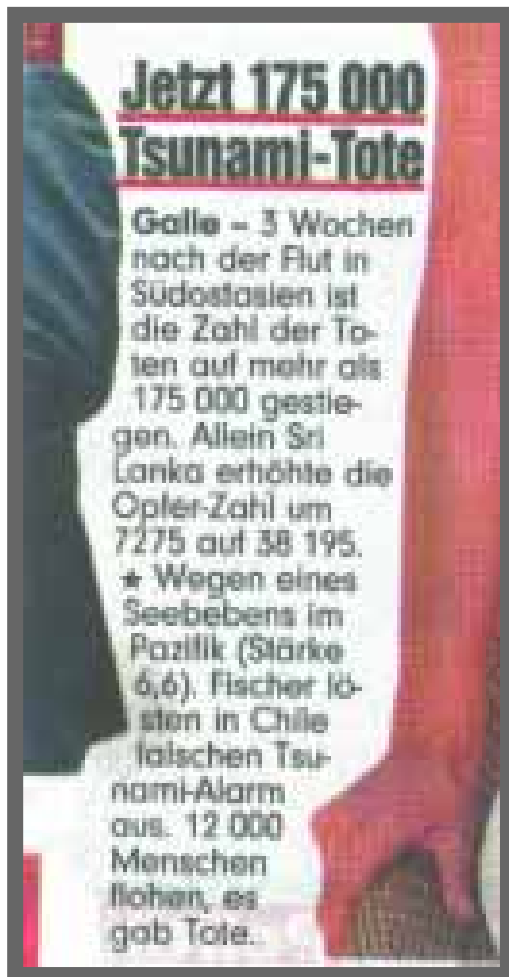 Jetzt 175 000
Tsunami-Tote
Galle – 3 Wochen
nach der Flut in
Südostasien ist
die Zahl der To-
ten auf mehr als
175 000 gestie-
gen. Allein Sri
Lanka erhöhte die
Opfer-Zahl um
7275 auf 38 195.
★ Wegen eines
Seebebens im
Pazifik (Stärke
6,6). Fischer lö-
sten in Chile
falschen Tsu-
nami-Alarm
aus. 12 000
Menschen
flohen, es
gab Tote.